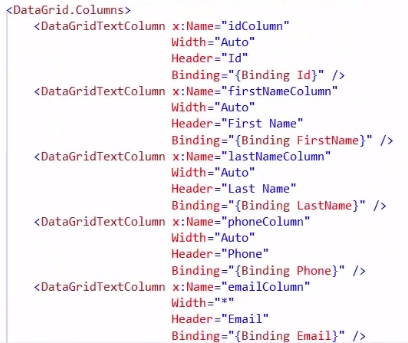 <DataGrid.Columns>
    <DataGridTextColumn x:Name="idColumn"
                        Width="Auto"
                        Header="Id"
                        Binding="{Binding Id}" />
    <DataGridTextColumn x:Name="firstNameColumn"
                        Width="Auto"
                        Header="First Name"
                        Binding="{Binding FirstName}" />
    <DataGridTextColumn x:Name="lastNameColumn"
                        Width="Auto"
                        Header="Last Name"
                        Binding="{Binding LastName}" />
    <DataGridTextColumn x:Name="phoneColumn"
                        Width="Auto"
                        Header="Phone"
                        Binding="{Binding Phone}" />
    <DataGridTextColumn x:Name="emailColumn"
                        Width="*"
                        Header="Email"
                        Binding="{Binding Email}" />